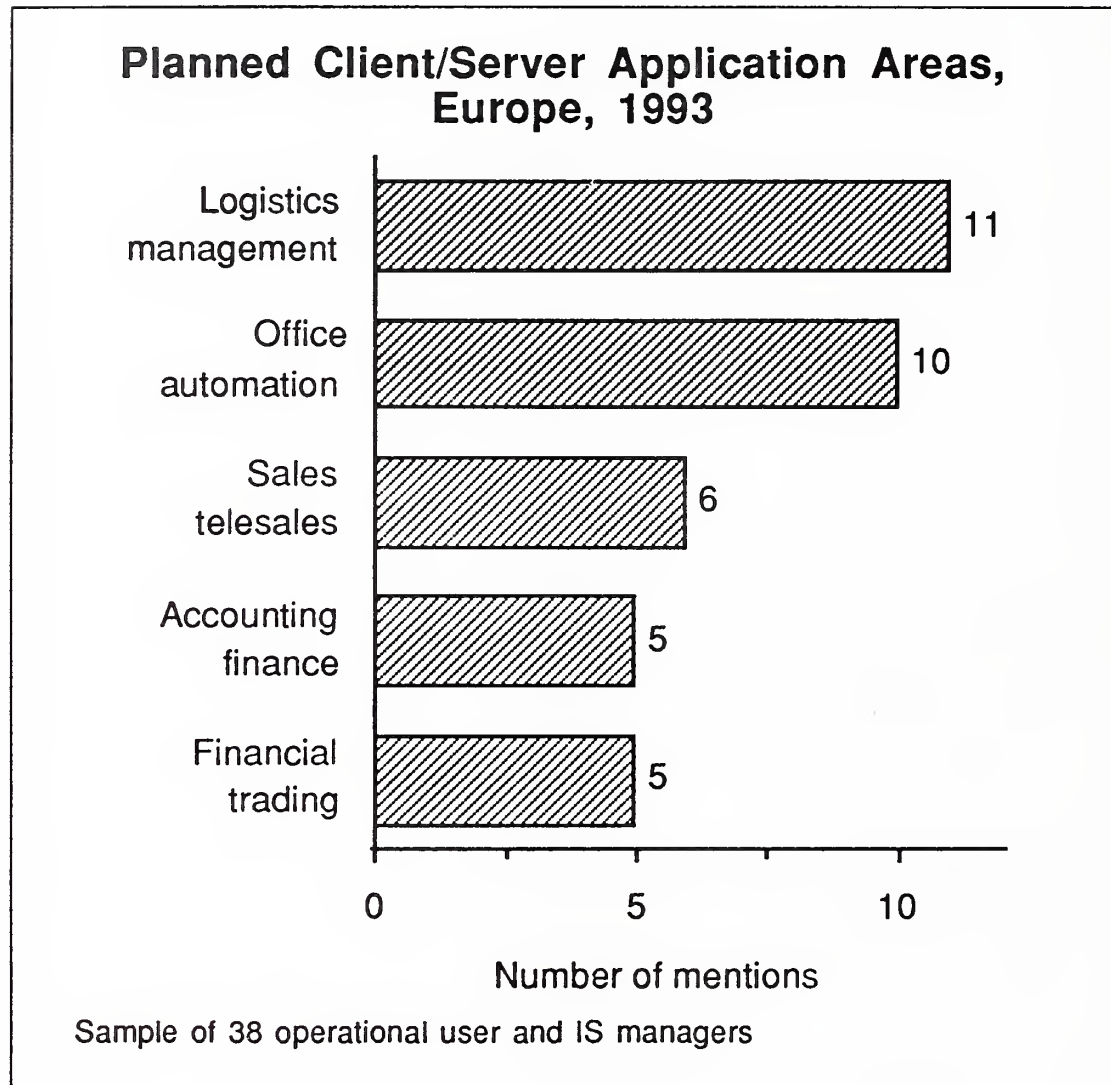 Planned Client/Server Application Areas,
Europe, 1993
Logistics
management
11
Office
automation
10
Sales
telesales
6
Accounting
finance
5
Financial
trading
5
0 5 10
Number of mentions
Sample of 38 operational user and IS managers